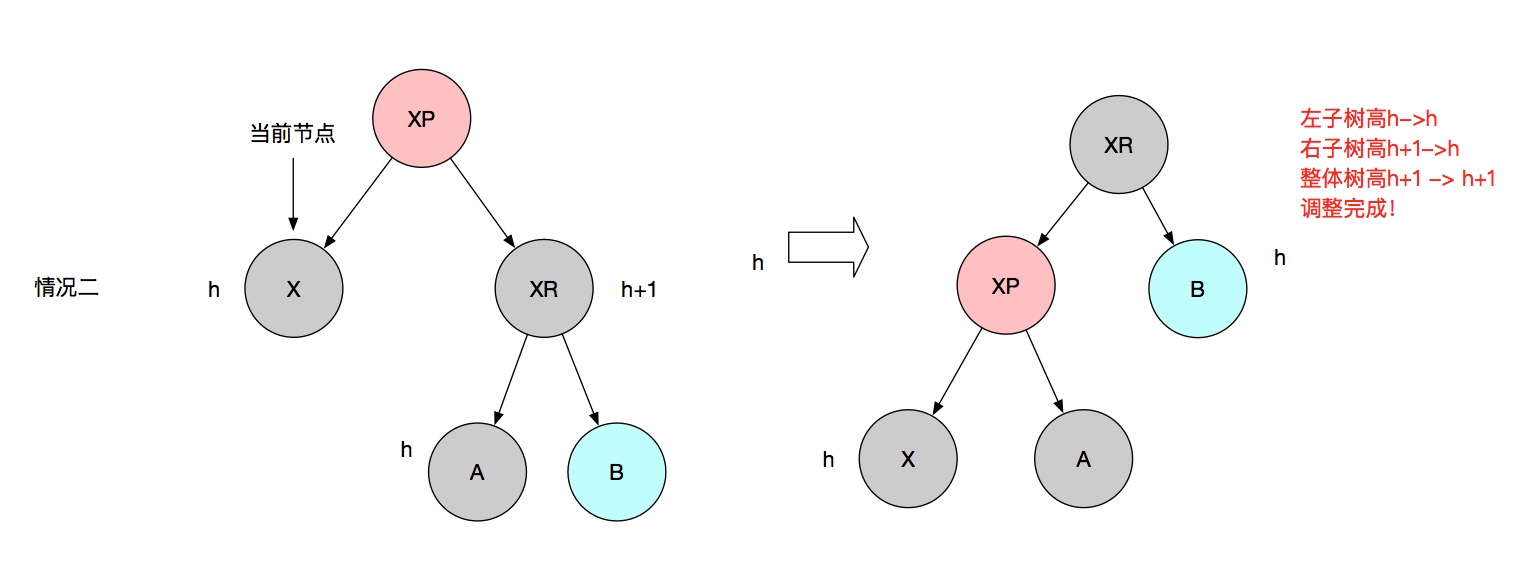 XP
当前节点
情况二
h
X
XR
h+1
h
A
B
h
XR
XP
B
h
h
X
A
左子树高h->h
右子树高h+1->h
整体树高h+1 -> h+1
调整完成！